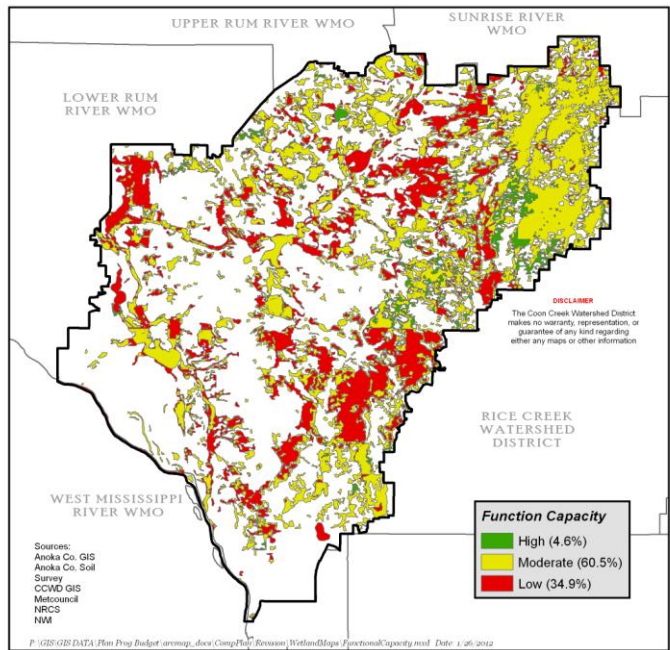 UPPER RUM RIVER WMO
SUNRISE RIVER
WMO
LOWER RUM
RIVER WMO
DISCLAIMER
The Coon Creek Watershed District
makes no warranty, representation, or
guarantee of any kind regarding
either any maps or other information
RICE CREEK
WATERSHED
DISTRICT
WEST MISSISSIPPI
RIVER WMO
Function Capacity
High (4.6%)
Moderate (60.5%)
Low (34.9%)
Sources:
Anoka Co. GIS
Anoka Co. Soil
Survey
CCWD GIS
Metcouncil
NRCS
NWI
P:\GIS\GIS DATA\Plan Prog Budget\arcmap_docs\CompPlan\Revision\WetlandMaps\FunctionalCapacity.mxd Date 1/26/2012